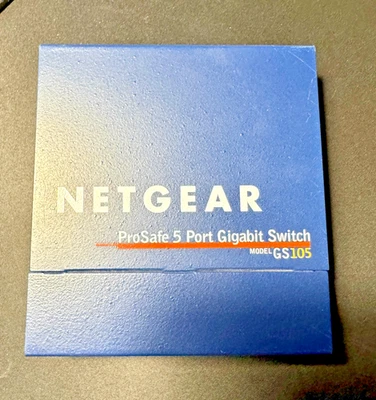 NETGEAR
ProSafe 5 Port Gigabit Switch
MODEL GS105